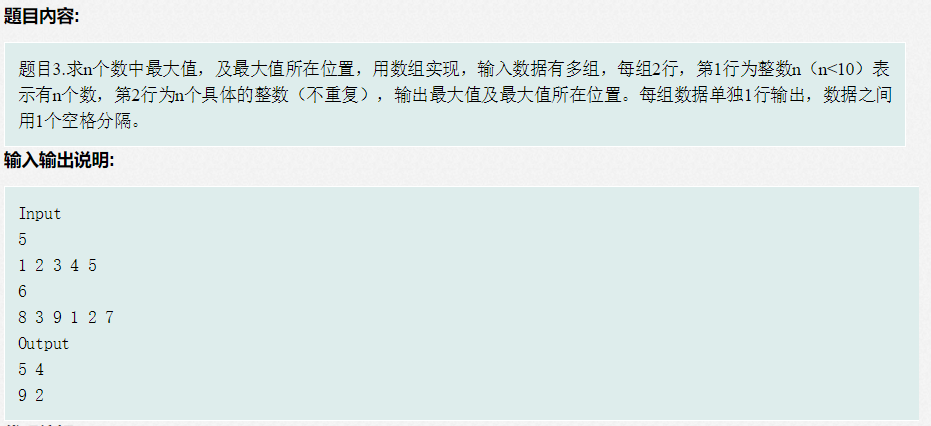 题目内容:
题目3.求n个数中最大值，及最大值所在位置，用数组实现，输入数据有多组，每组2行，第1行为整数n（n<10）表
示有n个数，第2行为n个具体的整数（不重复），输出最大值及最大值所在位置。每组数据单独1行输出，数据之间
用1个空格分隔。
输入输出说明:
Input
5
1 2 3 4 5
6
8 3 9 1 2 7
Output
5 4
9 2